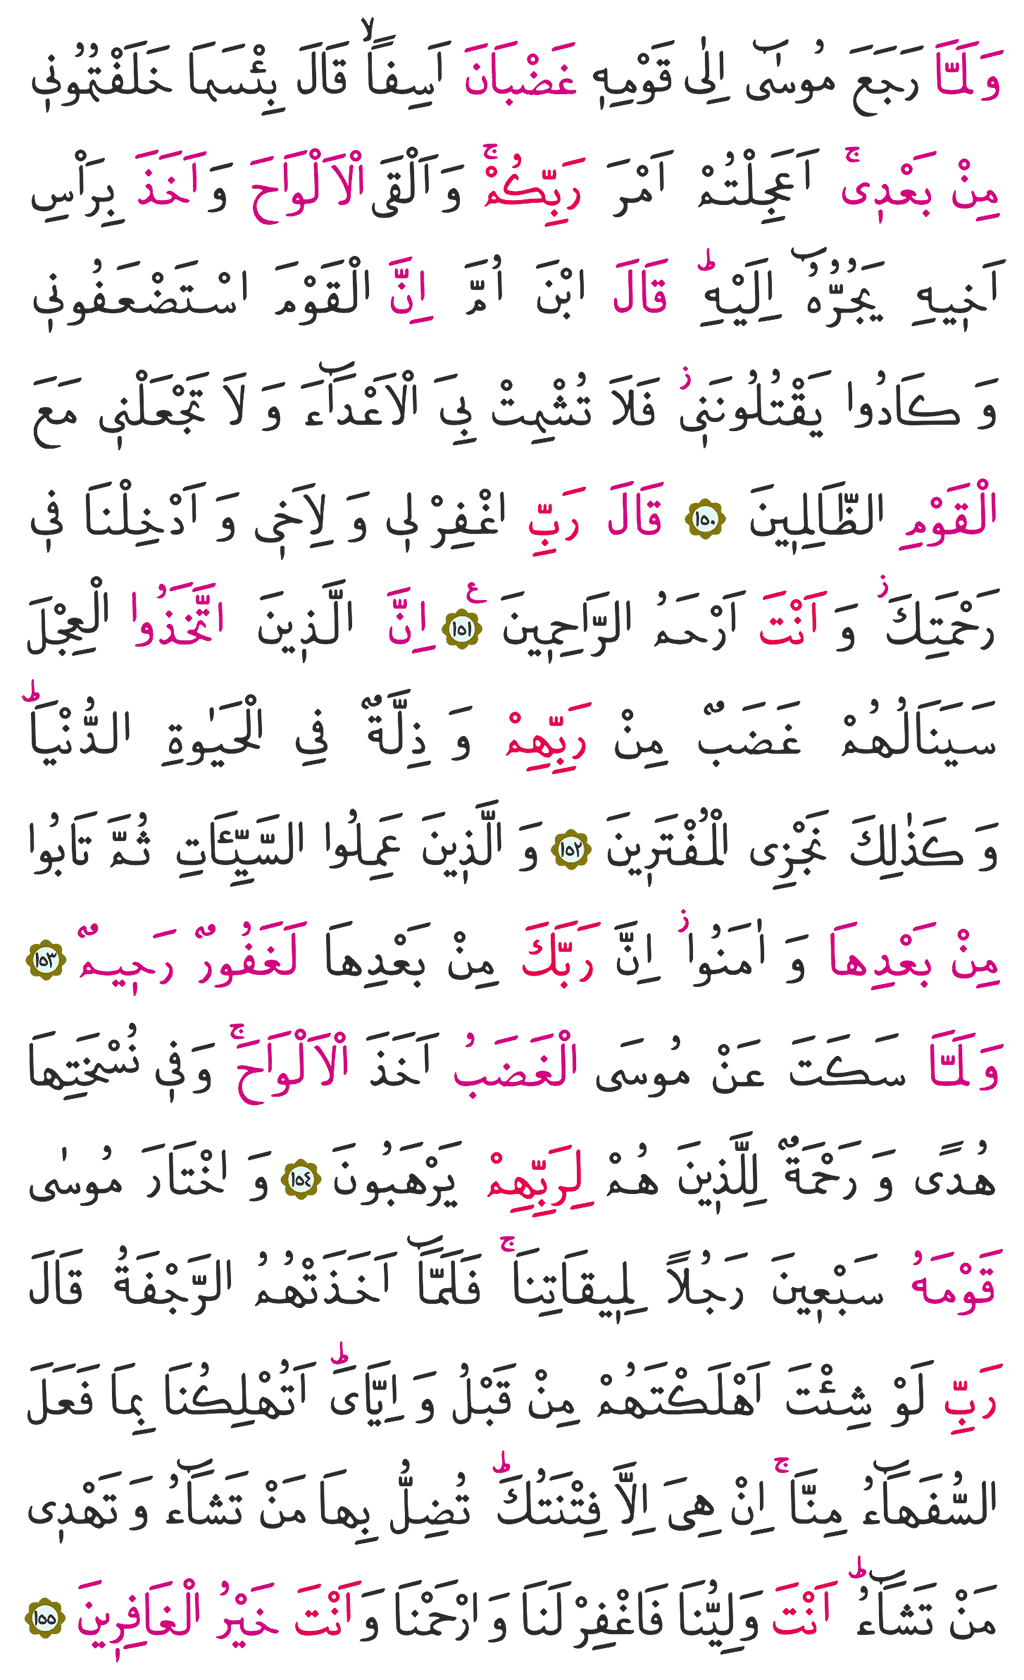 وَلَمَّا رَجَعَ مُوسٰٓى اِلٰى قَوْمِهٖ غَضْبَانَ اَسِفاًۙ قَالَ بِئْسَمَا خَلَفْتُمُونٖي
مِنْ بَعْدٖىۚ اَعَجِلْتُمْ اَمْرَ رَبِّكُمْۚ وَ اَلْقَى الْاَلْوَاحَ وَ اَخَذَ بِرَاْسِ
اَخٖيهِ يَجُرُّهُٓ اِلَيْهِؕ قَالَ ابْنَ اُمَّ اِنَّ الْقَوْمَ اسْتَضْعَفُونٖي
وَ كَادُوا يَقْتُلُونَنٖيؗ فَلَا تُشْمِتْ بِيَ الْاَعْدَٓاءَ وَ لَا تَجْعَلْنٖي مَعَ
الْقَوْمِ الظَّالِمٖينَ ﴿١٥٠﴾ قَالَ رَبِّ اغْفِرْ لٖي وَ لِاَخٖي وَ اَدْخِلْنَا فٖي
رَحْمَتِكَؗ وَ اَنْتَ اَرْحَمُ الرَّاحِمٖينَ ﴿١٥١﴾ ع اِنَّ الَّذٖينَ اتَّخَذُوا الْعِجْلَ
سَيَنَالُهُمْ غَضَبٌ مِنْ رَبِّهِمْ وَ ذِلَّةٌ فِي الْحَيٰوةِ الدُّنْيَاؕ
وَ كَذٰلِكَ نَجْزِى الْمُفْتَرٖينَ ﴿١٥٢﴾ وَ الَّذٖينَ عَمِلُوا السَّيِّـَٔاتِ ثُمَّ تَابُوا
مِنْ بَعْدِهَا وَ اٰمَنُواؗ اِنَّ رَبَّكَ مِنْ بَعْدِهَا لَغَفُورٌ رَحٖيمٌ ﴿١٥٣﴾
وَلَمَّا سَكَتَ عَنْ مُوسَى الْغَضَبُ اَخَذَ الْاَلْوَاحَۚ وَفٖي نُسْخَتِهَا
هُدًى وَ رَحْمَةٌ لِلَّذٖينَ هُمْ لِرَبِّهِمْ يَرْهَبُونَ ﴿١٥٤﴾ وَ اخْتَارَ مُوسٰى
قَوْمَهُ سَبْعٖينَ رَجُلاً لِمٖيقَاتِنَاۚ فَلَمَّٓا اَخَذَتْهُمُ الرَّجْفَةُ قَالَ
رَبِّ لَوْ شِئْتَ اَهْلَكْتَهُمْ مِنْ قَبْلُ وَ اِيَّايَؕ اَتُهْلِكُنَا بِمَا فَعَلَ
السُّفَهَٓاءُ مِنَّاۚ اِنْ هِىَ اِلَّا فِتْنَتُكَؕ تُضِلُّ بِهَا مَنْ تَشَٓاءُ وَ تَهْدٖى
مَنْ تَشَٓاءُؕ اَنْتَ وَلِيُّنَا فَاغْفِرْ لَنَا وَ ارْحَمْنَا وَ اَنْتَ خَيْرُ الْغَافِرٖينَ ﴿١٥٥﴾